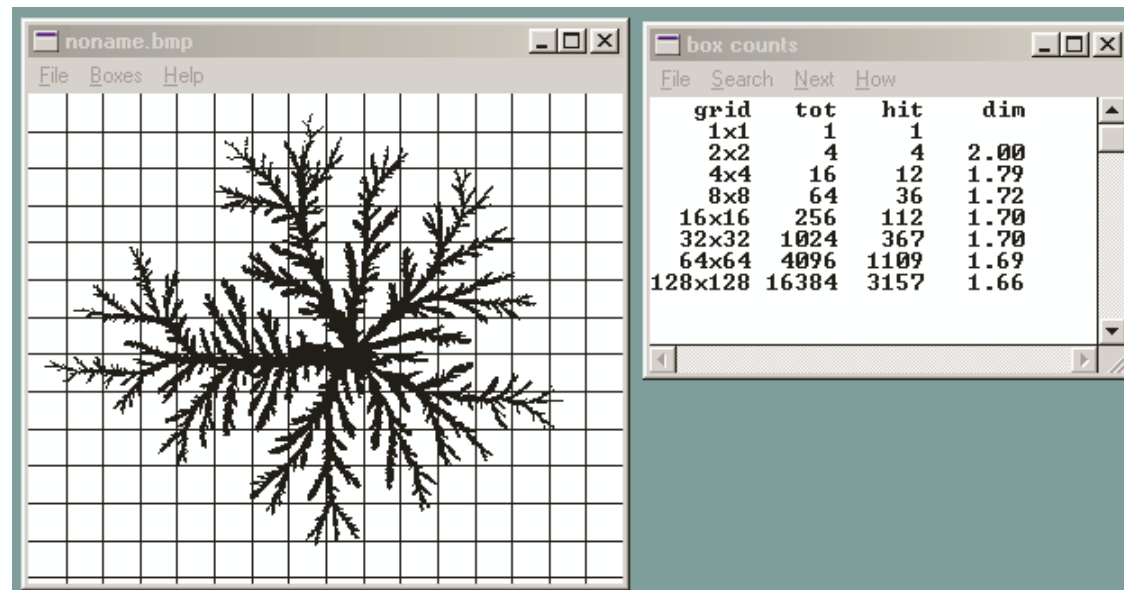 noname.bmp
File Boxes Help
box counts
File Search Next How
grid tot hit dim
1x1 1 1
2x2 4 4 2.00
4x4 16 12 1.79
8x8 64 36 1.72
16x16 256 112 1.70
32x32 1024 367 1.70
64x64 4096 1109 1.69
128x128 16384 3157 1.66